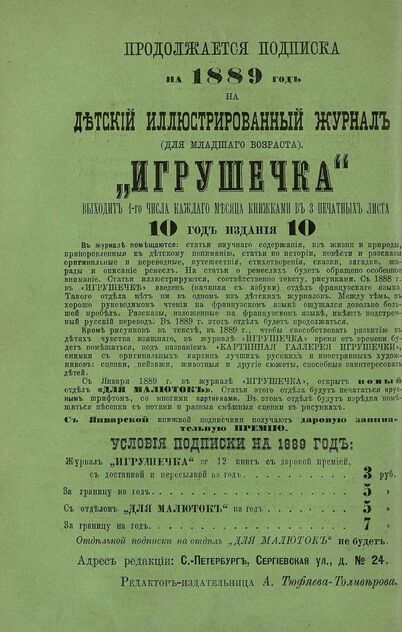 ПРОДОЛЖАЕТСЯ ПОДПИСКА
НА 1889 ГОДЪ
НА
ДѢТСКІЙ ИЛЛЮСТРИРОВАННЫЙ ЖУРНАЛЪ
(ДЛЯ МЛАДШАГО ВОЗРАСТА).
„ИГРУШЕЧКА“
ВЫХОДИТЪ 1-го ЧИСЛА КАЖДАГО МѢСЯЦА КНИЖКАМИ ВЪ 3 ПЕЧАТНЫХЪ ЛИСТА
10 ГОДЪ ИЗДАНІЯ 10
Въ журналѣ помѣщаются: статьи научнаго содержанія, изъ жизни и природы,
приноровленныя къ дѣтскому пониманію, статьи по исторіи, повѣсти и разсказы
оригинальные и переводные, путешествія, стихотворенія, сказки, загадки, ша-
рады и описаніе ремеслъ. На статьи о ремеслахъ будетъ обращено особенное
вниманіе. Статьи иллюстрируются, соотвѣтственно тексту, рисунками. Съ 1888 г.
въ «ИГРУШЕЧКѢ» введенъ (начиная съ азбуки) отдѣлъ французскаго языка.
Такого отдѣла нѣтъ ни въ одномъ изъ дѣтскихъ журналовъ. Между тѣмъ, въ
хорошо руководимомъ чтеніи на французскомъ языкѣ ощущался довольно боль-
ной пробѣлъ. Разсказы, изложенные на французскомъ языкѣ, имѣютъ подстроч-
ный русскій переводъ. Въ 1889 г. этотъ отдѣлъ будетъ продолжаться.
Кромѣ рисунковъ въ текстѣ, въ 1889 г., чтобы способствовать развитію въ
дѣтяхъ чувства изящнаго, въ журналѣ «ИГРУШЕЧКА» время отъ времени бу-
детъ помѣщаться, подъ названіемъ «КАРТИННАЯ ГАЛЛЕРЕЯ ИГРУШЕЧКИ»,
снимки съ оригинальныхъ картинъ лучшихъ русскихъ и иностранныхъ худож-
никовъ: сценки, пейзажи, животныя и другіе сюжеты, способные заинтересовать
дѣтей.
Съ Января 1889 г. въ журналѣ «ИГРУШЕЧКА», открытъ новый
отдѣлъ «ДЛЯ МАЛЮТОКЪ». Статьи этого отдѣла будутъ печататься круп-
нымъ шрифтомъ, со многими картинками. Въ этомъ отдѣлѣ будутъ изрѣдка помѣ-
щаться пѣсенки съ нотами и разныя смѣшныя сценки въ рисункахъ.
Съ Январской книжкой подписчики получаютъ даровую занима-
тельную ПРЕМІЮ.
УСЛОВІЯ ПОДПИСКИ НА 1889 ГОДЪ:
Журналъ „ИГРУШЕЧКА“ за 12 книгъ съ даровой преміей,
съ доставкой и пересылкой на годъ . . . . 3 руб.
За границу на годъ . . . . 5 »
Съ отдѣломъ „ДЛЯ МАЛЮТОКЪ“ на годъ . . . . 5 »
За границу на годъ . . . . 7 »
Отдѣльной подписки на отдѣлъ „ДЛЯ МАЛЮТОКЪ“ не будетъ.
Адресъ редакціи: С.-Петербургъ, Сергіевская ул., д. № 24.
Редакторъ-издательница А. Тюфяева-Толивѣрова.